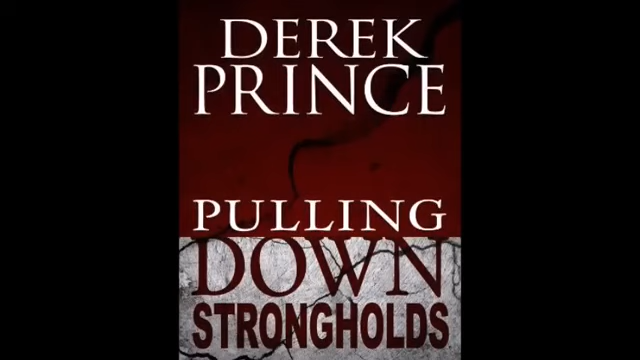 DEREK
PRINCE
PULLING
DOWN
STRONGHOLDS